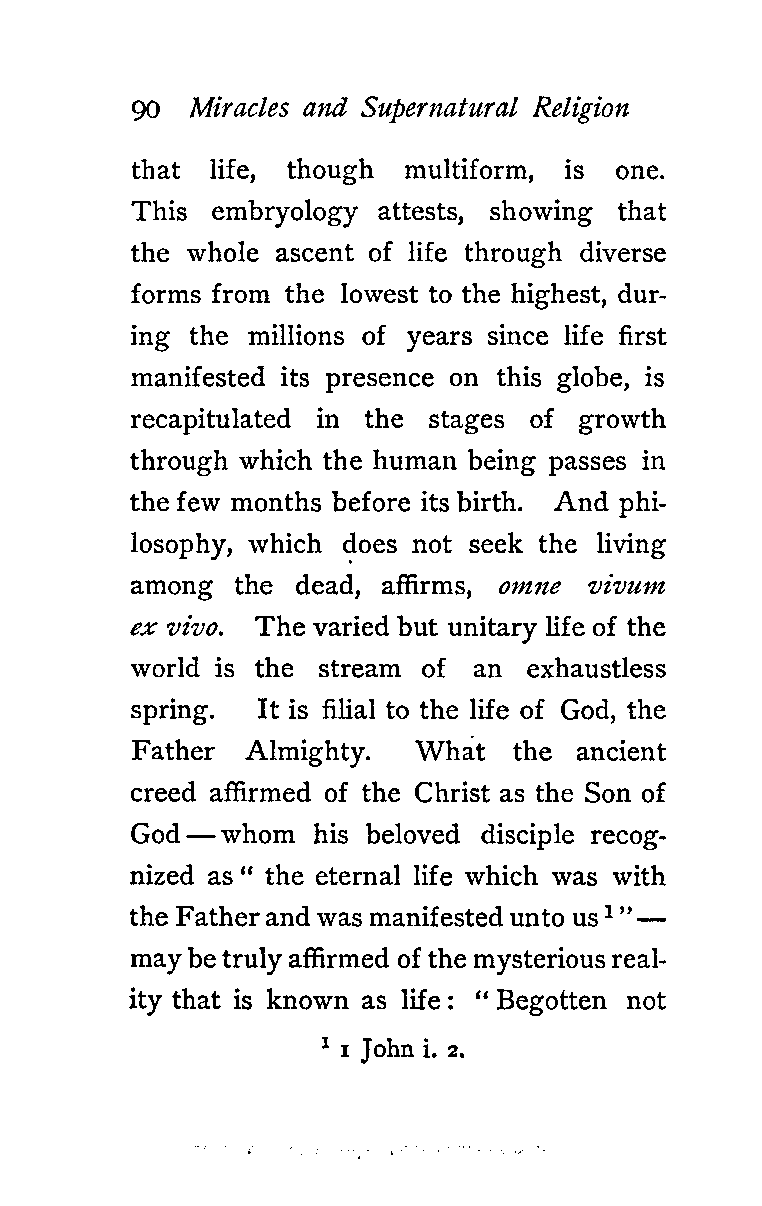 90 Miracles and Supernatural Religion
that life, though multiform, is one.
This embryology attests, showing that
the whole ascent of life through diverse
forms from the lowest to the highest, dur-
ing the millions of years since life first
manifested its presence on this globe, is
recapitulated in the stages of growth
through which the human being passes in
the few months before its birth. And phi-
losophy, which does not seek the living
among the dead, affirms, omne vivum
ex vivo. The varied but unitary life of the
world is the stream of an exhaustless
spring. It is filial to the life of God, the
Father Almighty. What the ancient
creed affirmed of the Christ as the Son of
God — whom his beloved disciple recog-
nized as " the eternal life which was with
the Father and was manifested unto us ¹ " —
may be truly affirmed of the mysterious real-
ity that is known as life : " Begotten not
¹ 1 John i. 2.